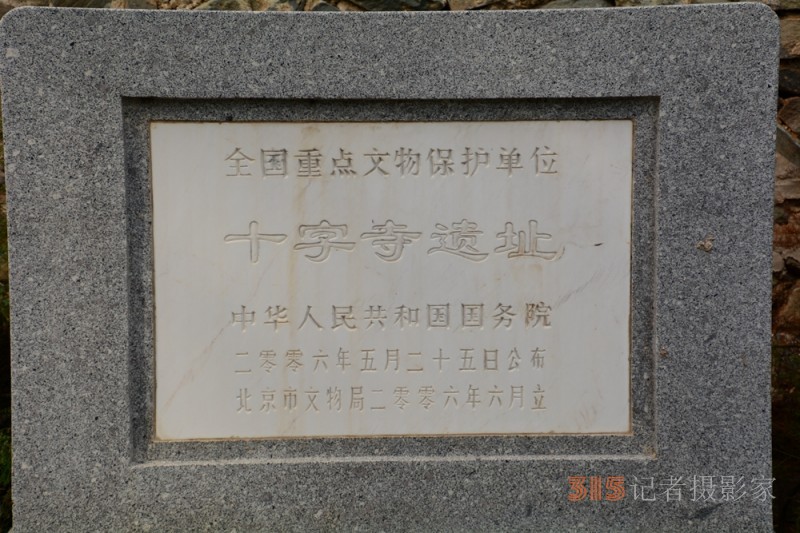 全国重点文物保护单位
十字寺遗址
中华人民共和国国务院
二零零六年五月二十五日公布
北京市文物局二零零六年六月立
315记者摄影家